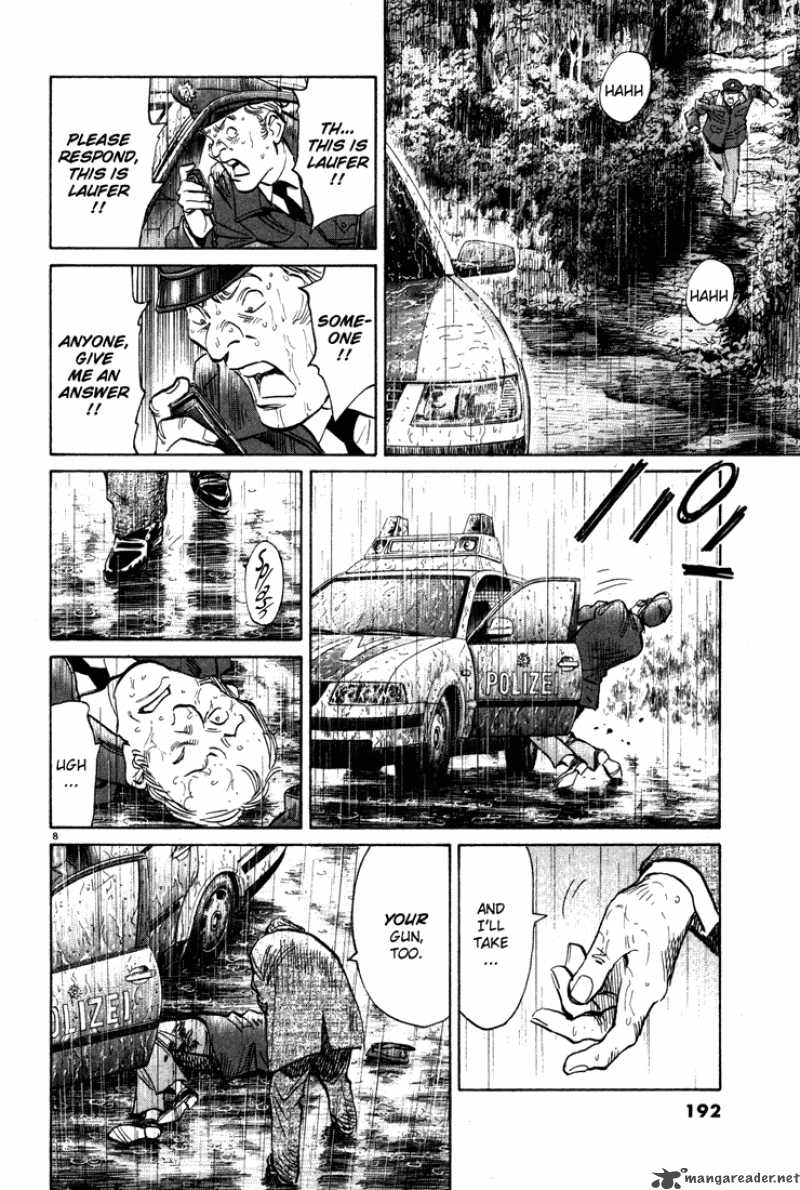 HAHH
HAHH
TH...
THIS IS
LAUFER
!!
PLEASE
RESPOND,
THIS IS
LAUFER
!!
SOME-
ONE !!
ANYONE,
GIVE
ME AN
ANSWER
!!
POLIZEI
UGH
...
8
AND
I'LL
TAKE
...
YOUR
GUN,
TOO.
OLIZEI
192
mangareader.net